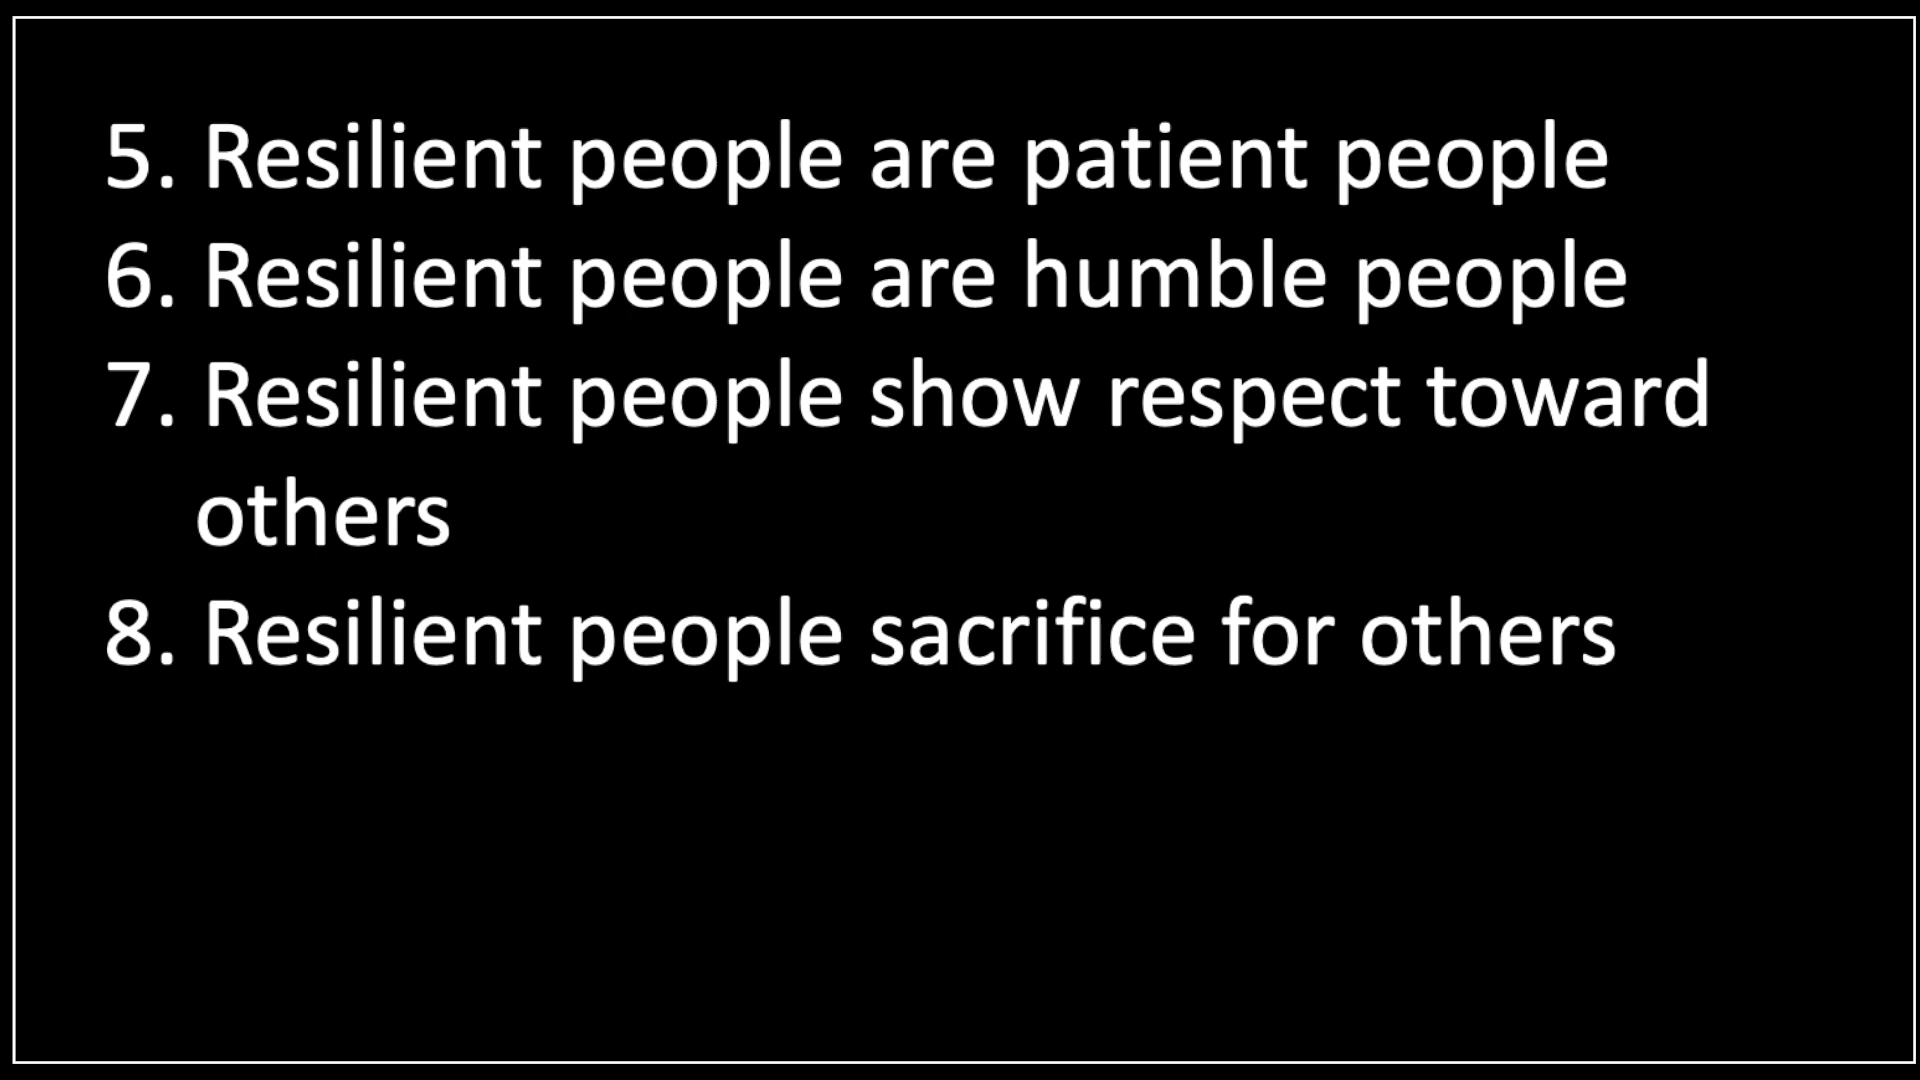 5. Resilient people are patient people
6. Resilient people are humble people
7. Resilient people show respect toward
others
8. Resilient people sacrifice for others